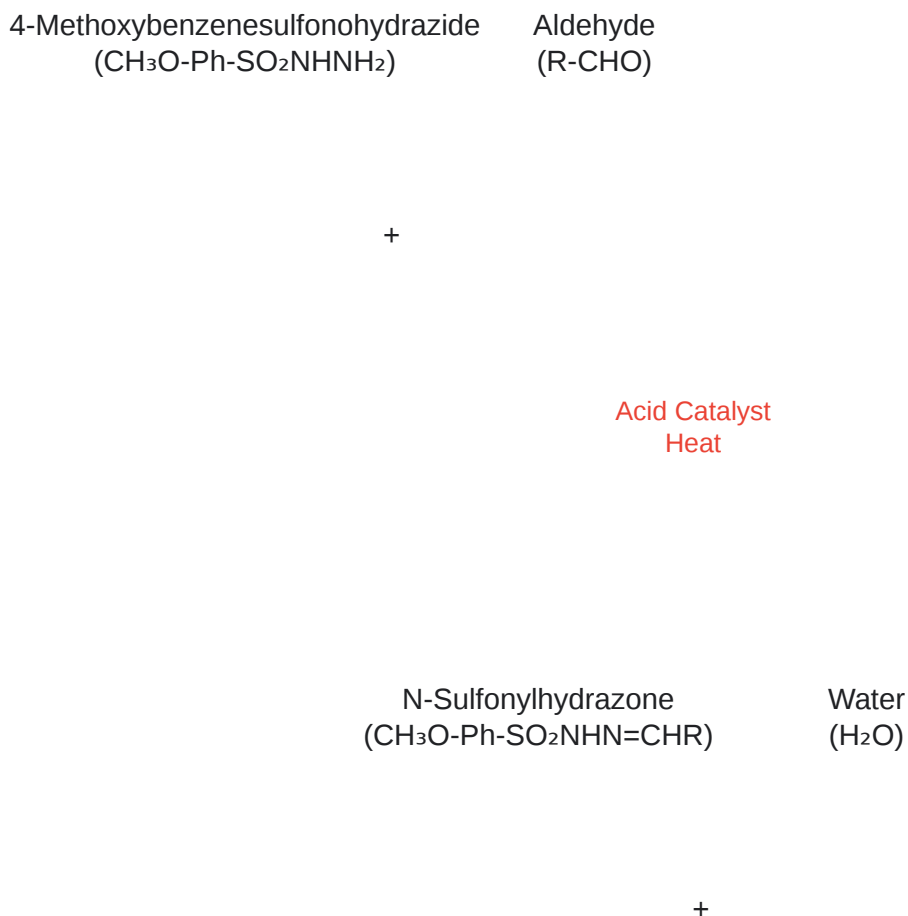 4-Methoxybenzenesulfonohydrazide
(CH₃O-Ph-SO₂NHNH₂)
Aldehyde
(R-CHO)
+
Acid Catalyst
Heat
N-Sulfonylhydrazone
(CH₃O-Ph-SO₂NHN=CHR)
Water
(H₂O)
+